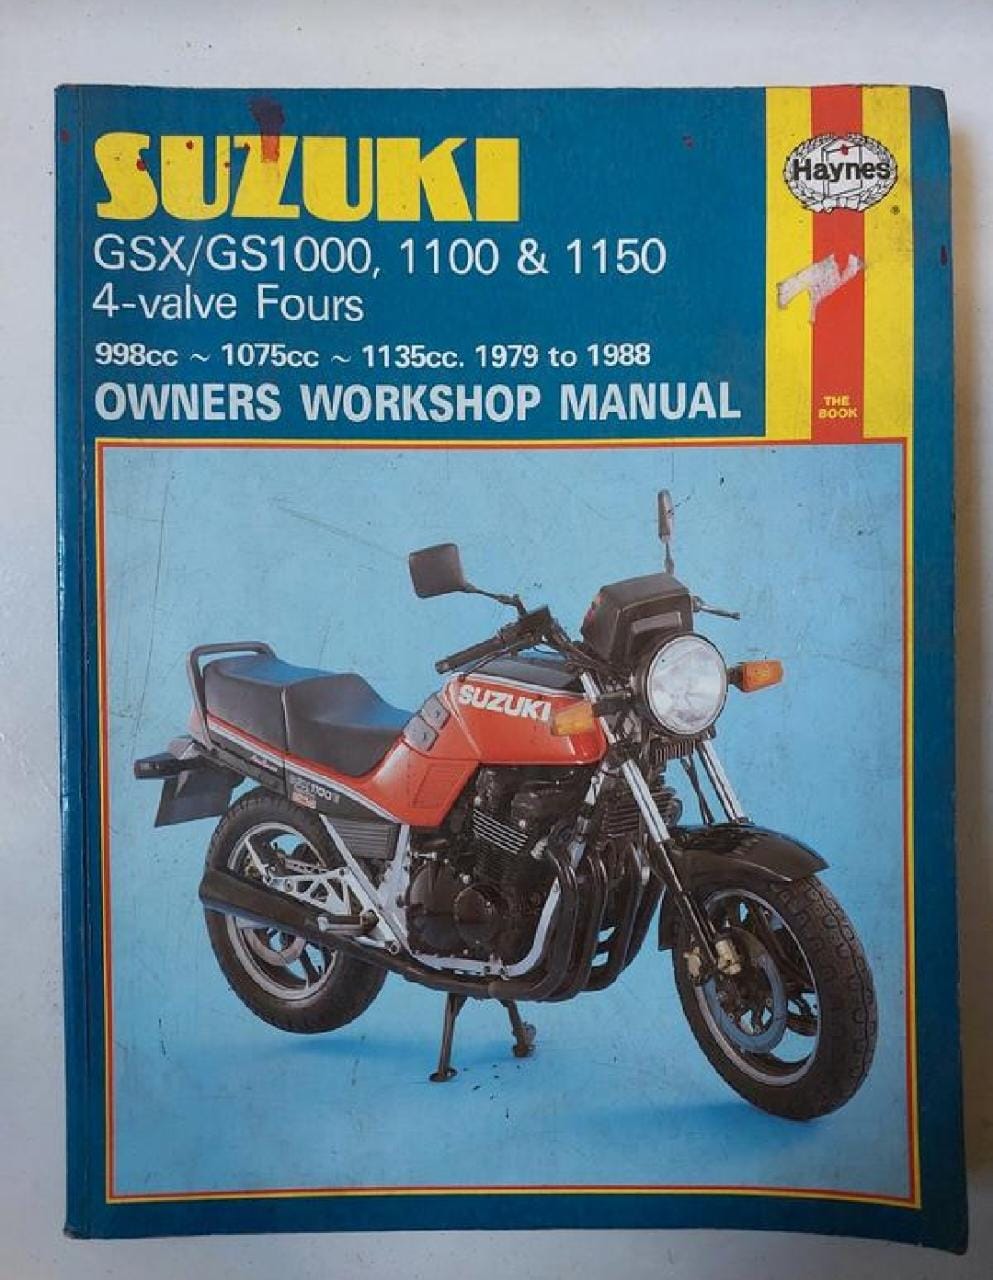 SUZUKI
Haynes
®
GSX/GS1000, 1100 & 1150
4-valve Fours
998cc ~ 1075cc ~ 1135cc. 1979 to 1988
OWNERS WORKSHOP MANUAL
THE
BOOK
SUZUKI